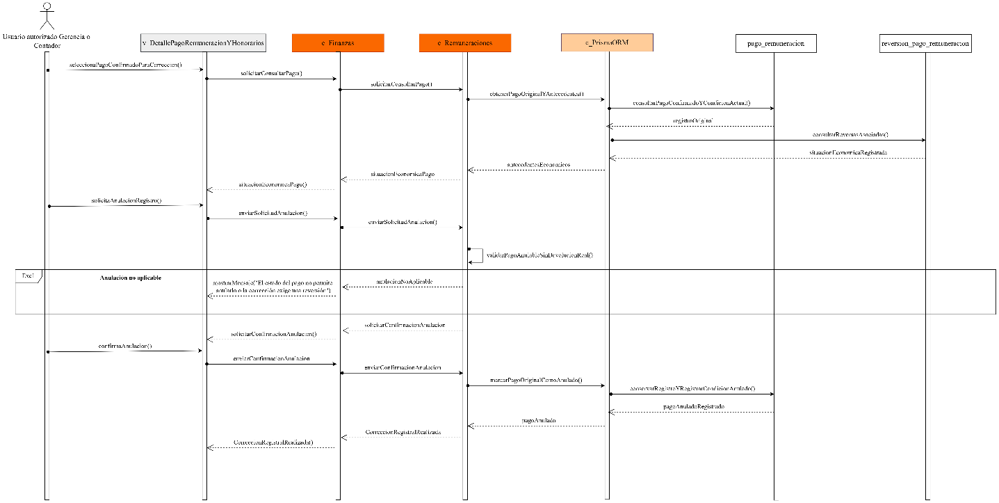 Usuario autorizado Gerencia o
Contador
v_DetallePagoRemuneracionYHonorarios
c_Finanzas
c_Remuneraciones
c_PrismaORM
pago_remuneracion
reversion_pago_remuneracion
seleccionaPagoConfirmadoParaCorreccion()
solicitarConsultarPago()
solicitarConsultarPago()
obtenerPagoOriginalYAntecedentes()
consultarPagoConfirmadoYCondicionActual()
registroOriginal
consultarReversasAsociadas()
situacionEconomicaRegistrada
antecedentesEconomicos
situacionEconomicaPago
situacionEconomicaPago()
solicitaAnulacionRegistro()
enviarSolicitudAnulacion()
enviarSolicitudAnulacion()
validarPagoAnulableSinDevolucionReal()
Excl
Anulación no aplicable
anulacionNoAplicable
mostrarMensaje("El estado del pago no permite
anularlo o la corrección exige una reversión.")
solicitarConfirmacionAnulacion
solicitarConfirmacionAnulacion()
confirmaAnulacion()
enviarConfirmacionAnulacion
enviarConfirmacionAnulacion
marcarPagoOriginalComoAnulado()
conservarRegistroYRegistrarCondicionAnulado()
pagoAnuladoRegistrado
pagoAnulado
CorreccionRegistralRealizada
CorreccionRegistralRealizada()